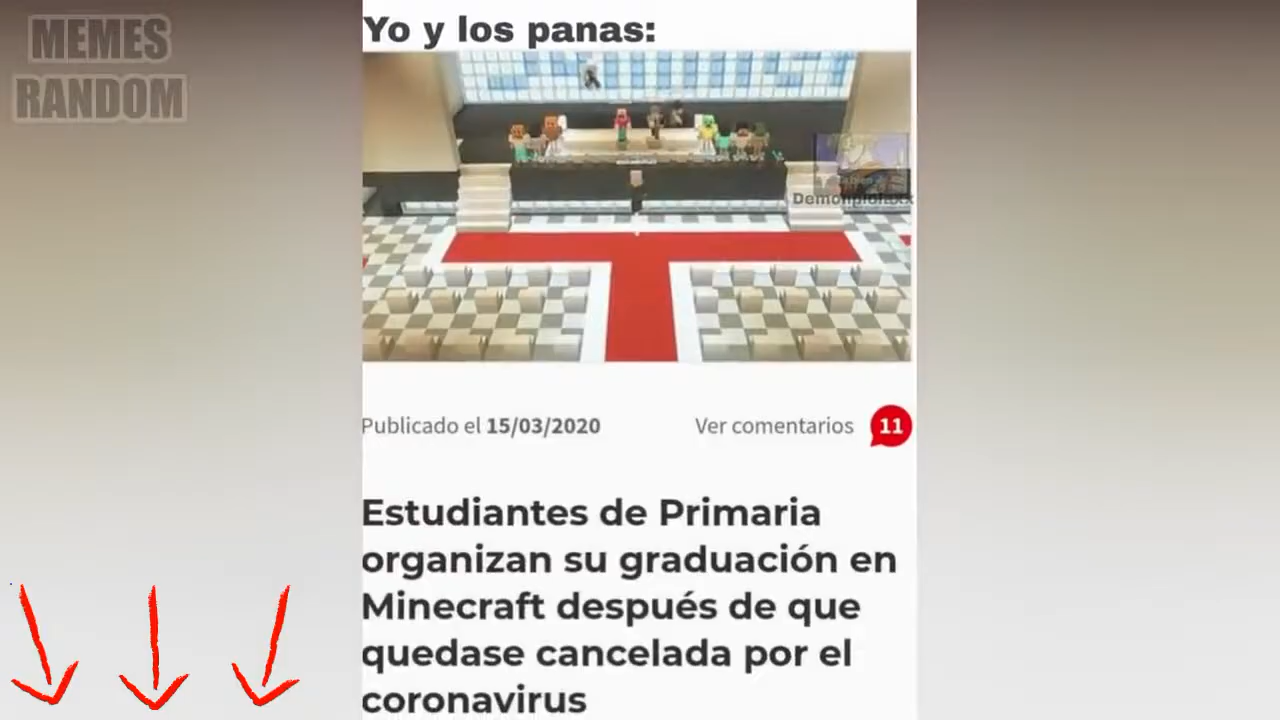 MEMES
RANDOM
Yo y los panas:
Publicado el 15/03/2020
Ver comentarios 11
Estudiantes de Primaria
organizan su graduación en
Minecraft después de que
quedase cancelada por el
coronavirus